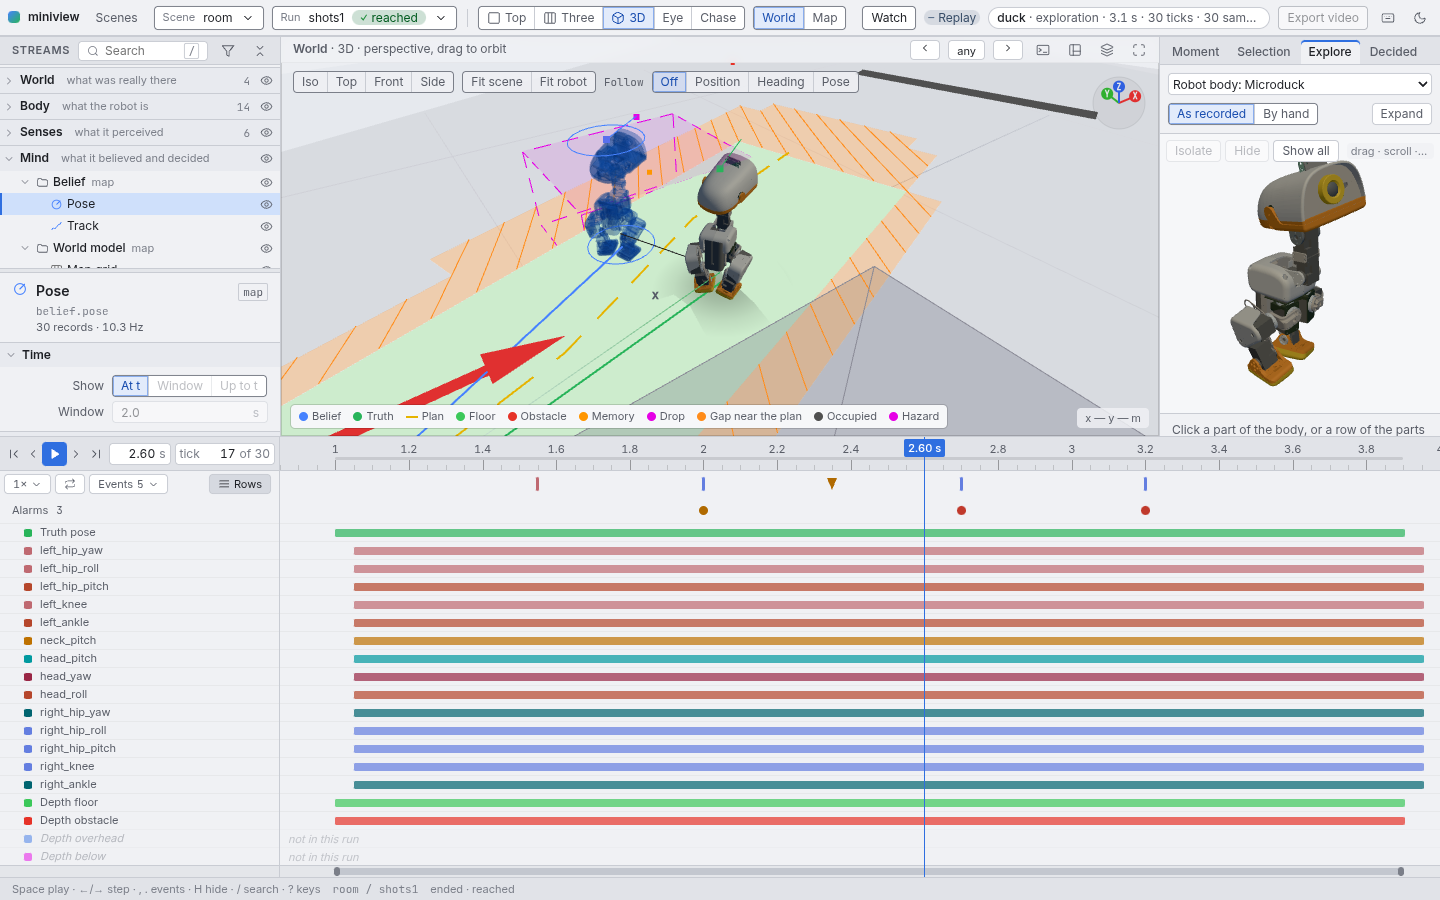 miniview Scenes Scene room Run shots1 ✓ reached Top Three 3D Eye Chase World Map Watch Replay duck · exploration · 3.1 s · 30 ticks · 30 sam... Export video
STREAMS Search /
World what was really there 4
Body what the robot is 14
Senses what it perceived 6
Mind what it believed and decided
Belief map
Pose
Track
World model map
Pose map
belief.pose
30 records · 10.3 Hz
Time
Show At t Window Up to t
Window 2.0 s
World · 3D · perspective, drag to orbit any
Iso Top Front Side Fit scene Fit robot Follow Off Position Heading Pose
Z
Y X
x
Belief Truth Plan Floor Obstacle Memory Drop Gap near the plan Occupied Hazard
x — y — m
Moment Selection Explore Decided
Robot body: Microduck
As recorded By hand Expand
Isolate Hide Show all drag · scroll ·...
Click a part of the body, or a row of the parts
2.60 s tick 17 of 30
1 1.2 1.4 1.6 1.8 2 2.2 2.4 2.60 s 2.8 3 3.2 3.4 3.6 3.8
1× Events 5 Rows
Alarms 3
Truth pose
left_hip_yaw
left_hip_roll
left_hip_pitch
left_knee
left_ankle
neck_pitch
head_pitch
head_yaw
head_roll
right_hip_yaw
right_hip_roll
right_hip_pitch
right_knee
right_ankle
Depth floor
Depth obstacle
Depth overhead not in this run
Depth below not in this run
Space play · ←/→ step · , . events · H hide · / search · ? keys room / shots1 ended · reached